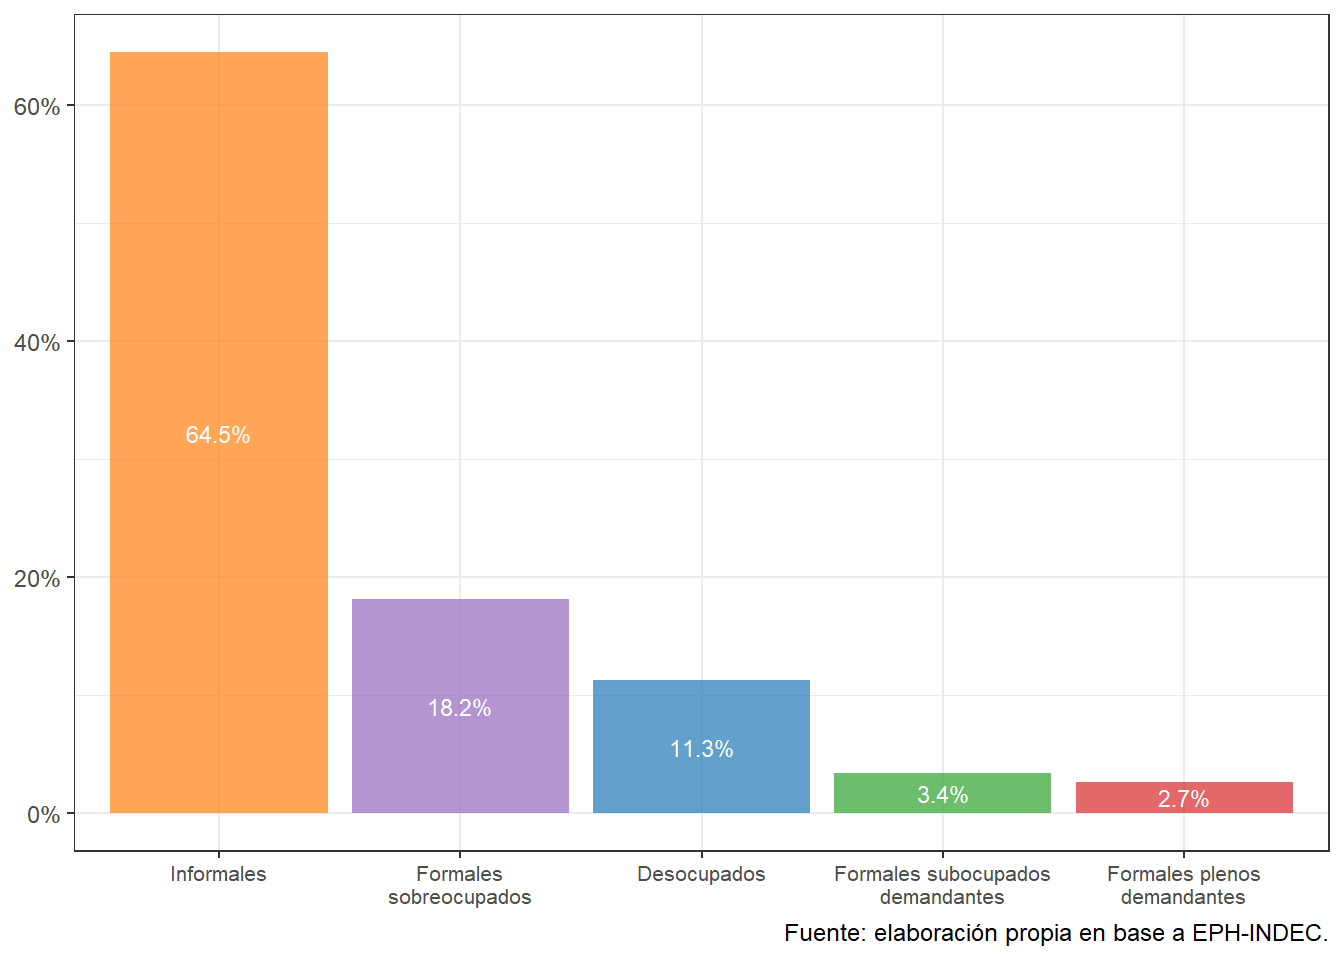 60%
40%
20%
0%
64.5%
18.2%
11.3%
3.4%
2.7%
Informales
Formales
sobreocupados
Desocupados
Formales subocupados
demandantes
Formales plenos
demandantes
Fuente: elaboración propia en base a EPH-INDEC.